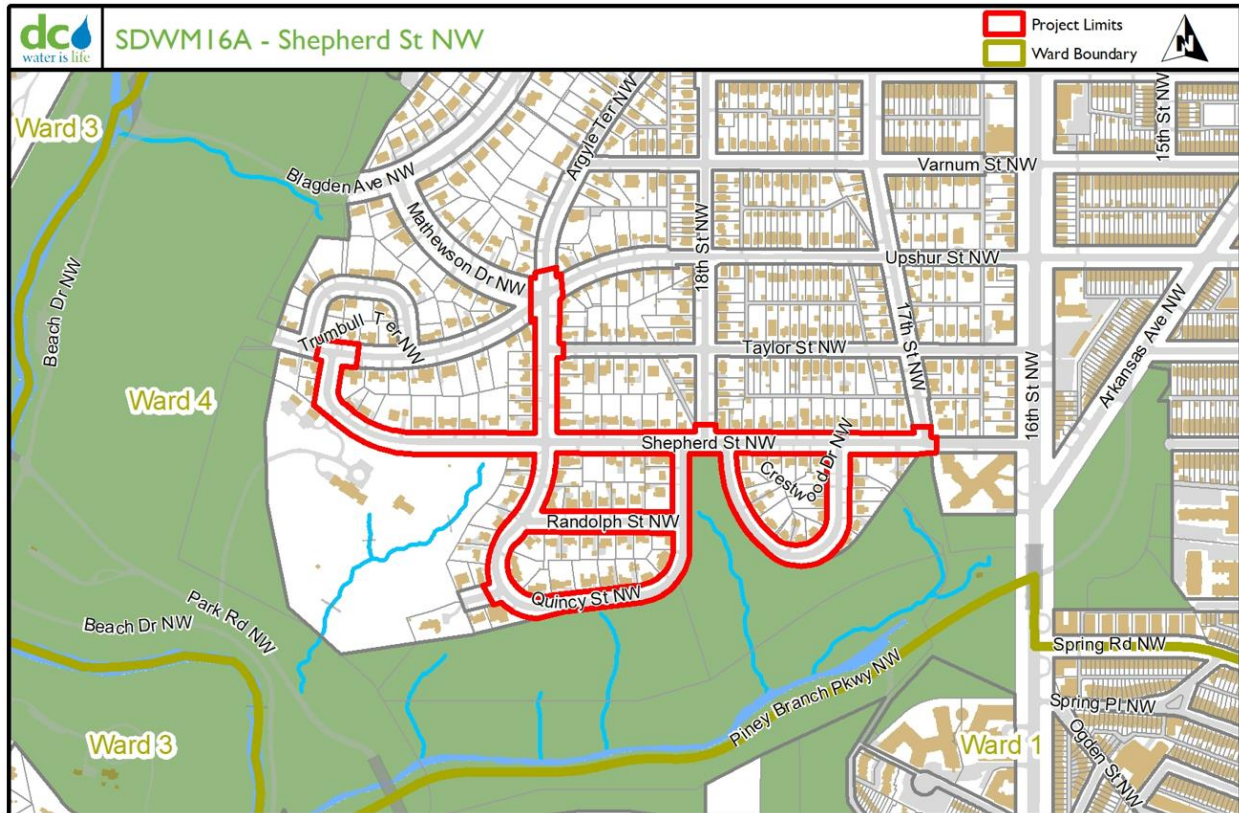 dc
water is life
SDWM16A - Shepherd St NW
Project Limits
Ward Boundary
N
Ward 3
Blagden Ave NW
Argyle Ter NW
15th St NW
Varnum St NW
Mathewson Dr NW
18th St NW
Upshur St NW
Beach Dr NW
17th St NW
Trumbull Ter NW
Taylor St NW
16th St NW
Arkansas Ave NW
Ward 4
Shepherd St NW
Crestwood Dr NW
Randolph St NW
Quincy St NW
Park Rd NW
Beach Dr NW
Spring Rd NW
Piney Branch Pkwy NW
Spring Pl NW
Ward 3
Ward 1
Ogden St NW